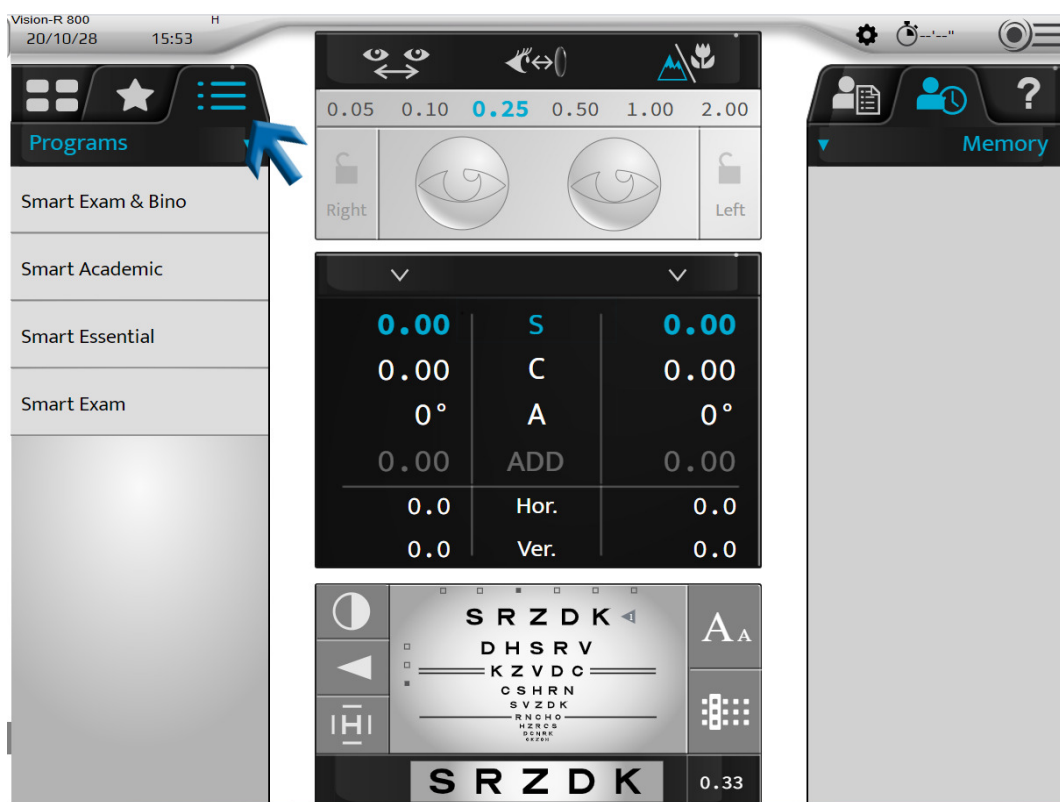 Vision-R 800 H
20/10/28 15:53
--'--"
0.05 0.10 0.25 0.50 1.00 2.00
Programs
Memory
?
Smart Exam & Bino
Smart Academic
Smart Essential
Smart Exam
Right
Left
0.00 S 0.00
0.00 C 0.00
0° A 0°
0.00 ADD 0.00
0.0 Hor. 0.0
0.0 Ver. 0.0
S R Z D K 1
D H S R V
K Z V D C
C S H R N
S V Z D K
R N C H O
H Z R C S
D C N R K
A A
H
S R Z D K
0.33